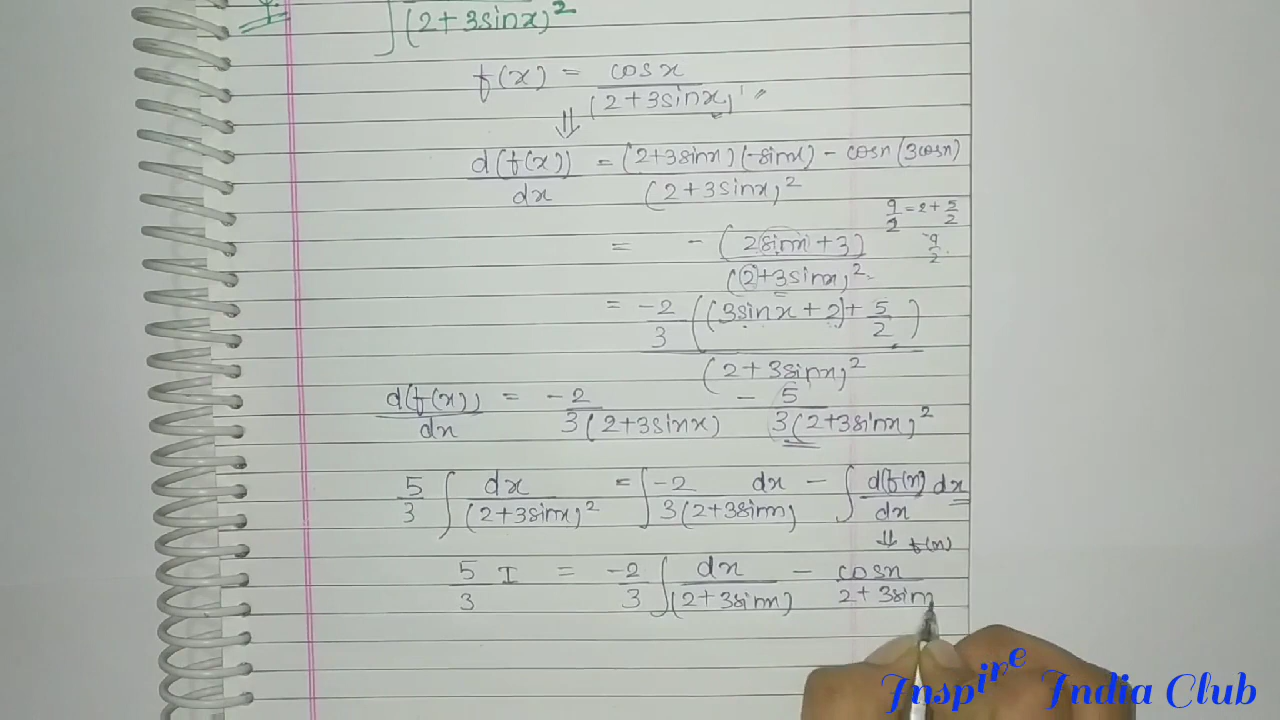 ∫ (2+3sinx)²
f(x) = cosx / (2+3sinx)
⇓
d(f(x))/dx = (2+3sinx)(-sinx) - cosx(3cosx) / (2+3sinx)²
9/2 = 2 + 5/2
= -(2sinx+3) / (2+3sinx)²
9/2
= -2/3 ((3sinx+2)+5/2) / (2+3sinx)²
d(f(x))/dx = -2 / 3(2+3sinx) - 5 / 3(2+3sinx)²
5/3 ∫ dx / (2+3sinx)² = ∫ -2 / 3(2+3sinx) dx - ∫ d(f(x))/dx dx
⇓ f(x)
5/3 I = -2/3 ∫ dx / (2+3sinx) - cosx / 2+3sinx
Inspire India Club